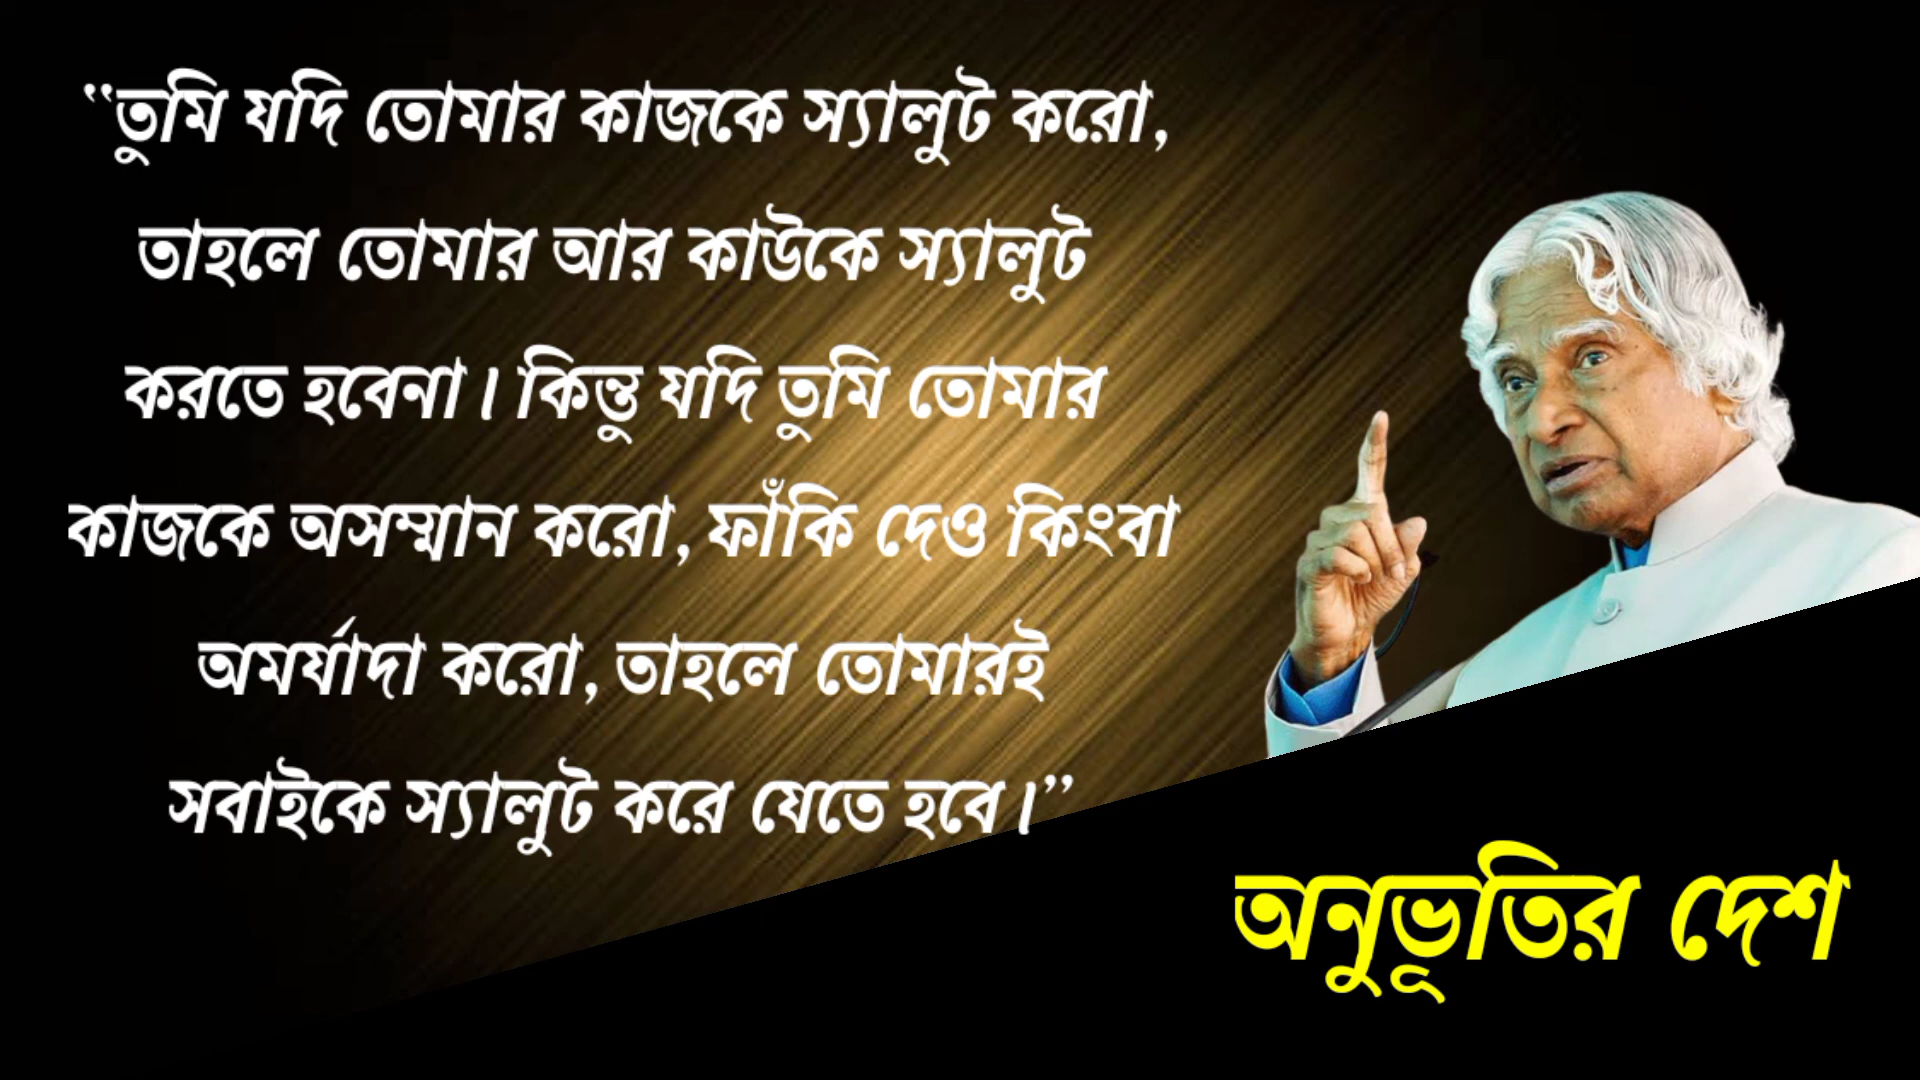 “তুমি যদি তোমার কাজকে স্যালুট করো,
তাহলে তোমার আর কাউকে স্যালুট
করতে হবেনা। কিন্তু যদি তুমি তোমার
কাজকে অসম্মান করো, ফাঁকি দেও কিংবা
অমর্যাদা করো, তাহলে তোমারই
সবাইকে স্যালুট করে যেতে হবে।”
অনুভূতির দেশ